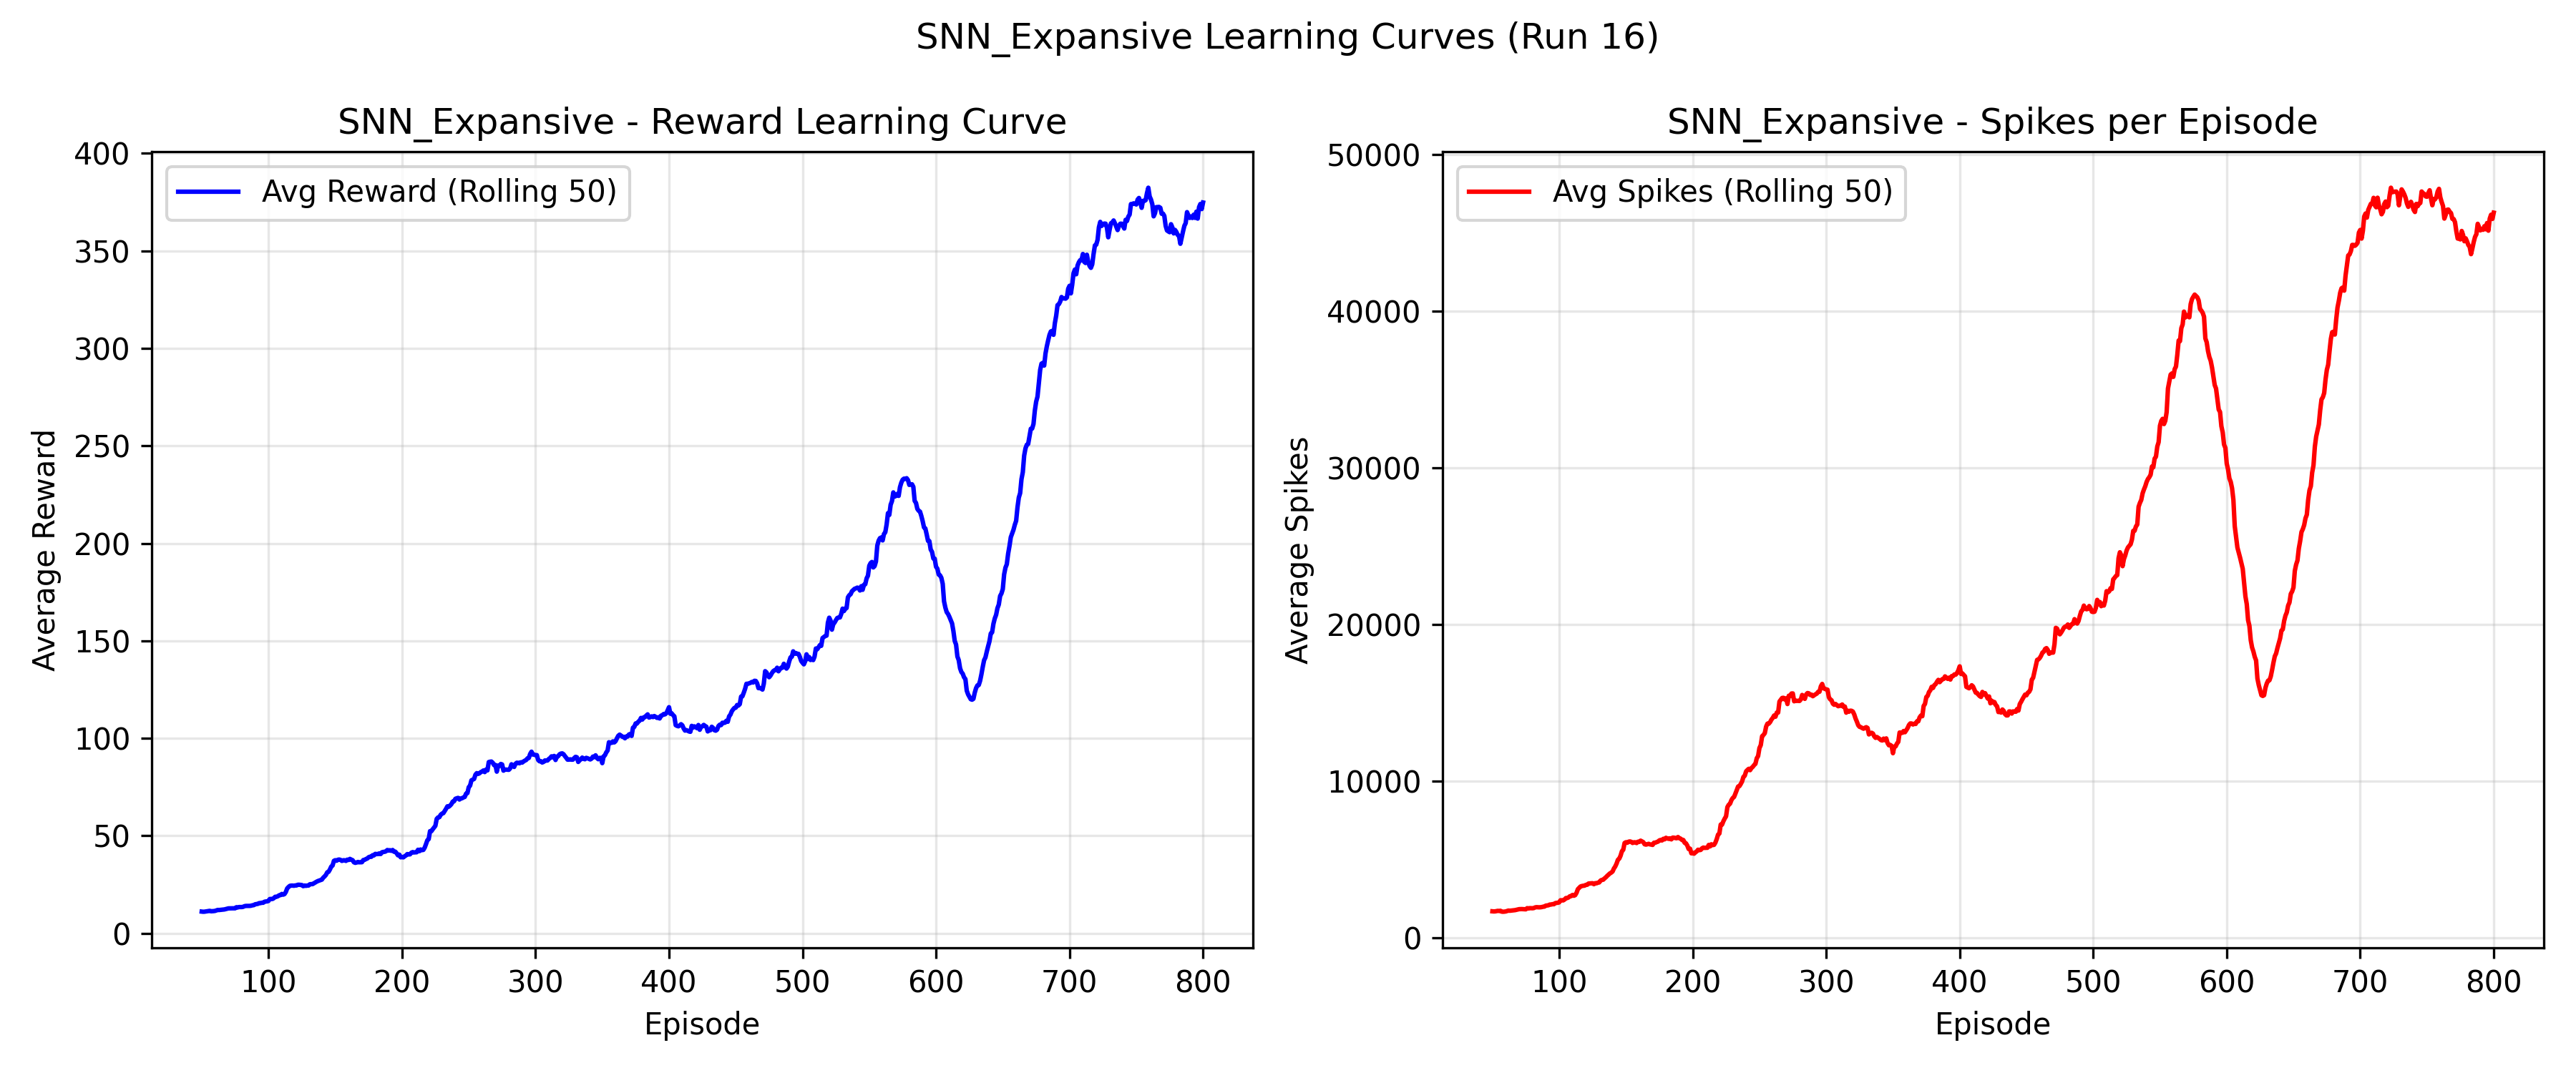 SNN_Expansive Learning Curves (Run 16)
SNN_Expansive - Reward Learning Curve
Avg Reward (Rolling 50)
Average Reward
400
350
300
250
200
150
100
50
0
100 200 300 400 500 600 700 800
Episode
SNN_Expansive - Spikes per Episode
Avg Spikes (Rolling 50)
Average Spikes
50000
40000
30000
20000
10000
0
100 200 300 400 500 600 700 800
Episode